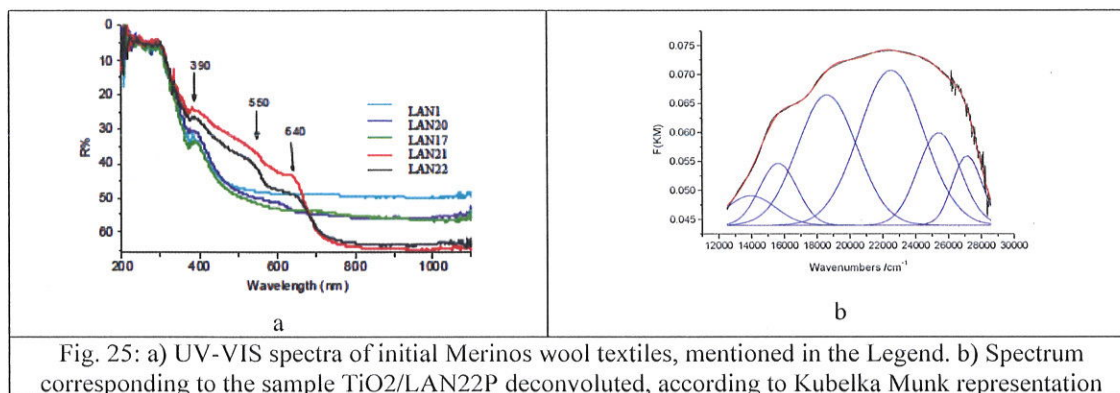 0
10
20
30
40
50
60
R%
390
550
640
LAN1
LAN20
LAN17
LAN21
LAN22
200 400 600 800 1000
Wavelength (nm)
a
0.075
0.070
0.065
0.060
0.055
0.050
0.045
F(KM)
12000 14000 16000 18000 20000 22000 24000 26000 28000 30000
Wavenumbers /cm⁻¹
b
Fig. 25: a) UV-VIS spectra of initial Merinos wool textiles, mentioned in the Legend. b) Spectrum
corresponding to the sample TiO2/LAN22P deconvoluted, according to Kubelka Munk representation